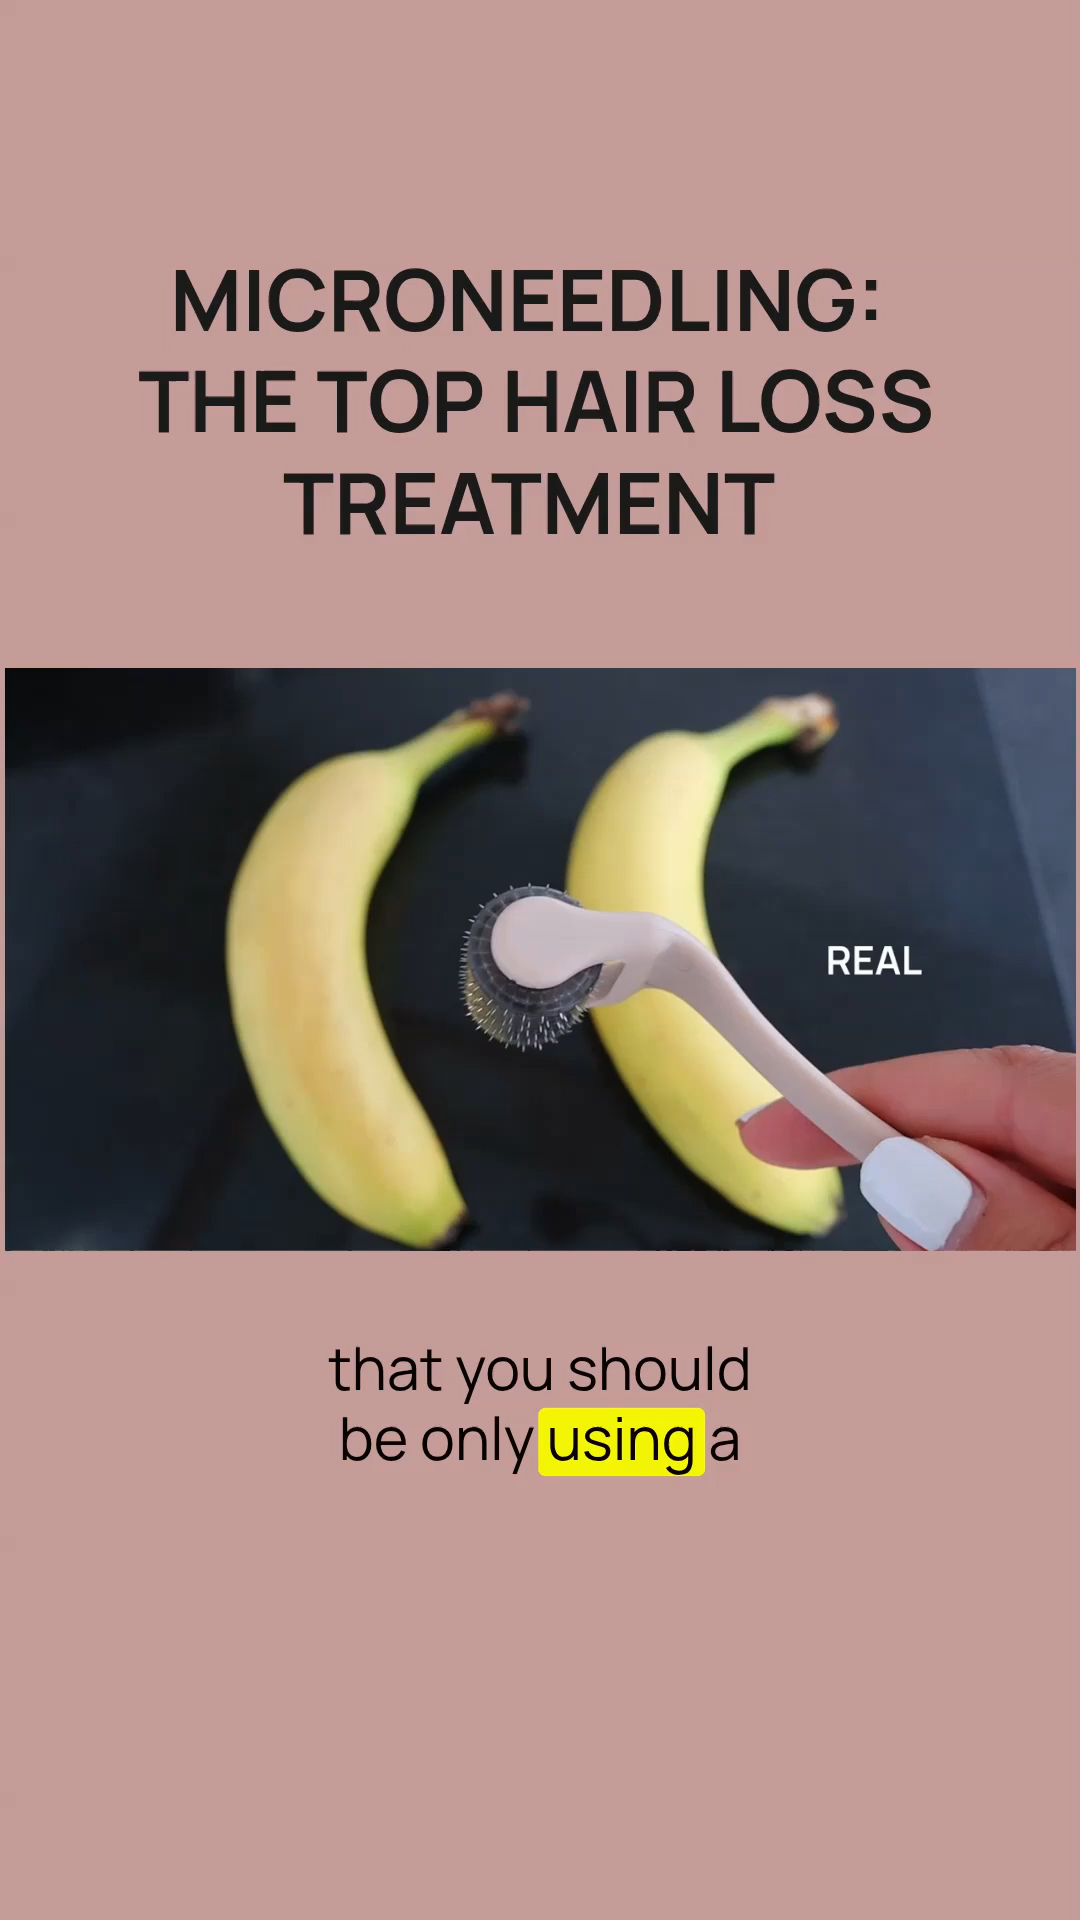 MICRONEEDLING:
THE TOP HAIR LOSS
TREATMENT
REAL
that you should
be only using a